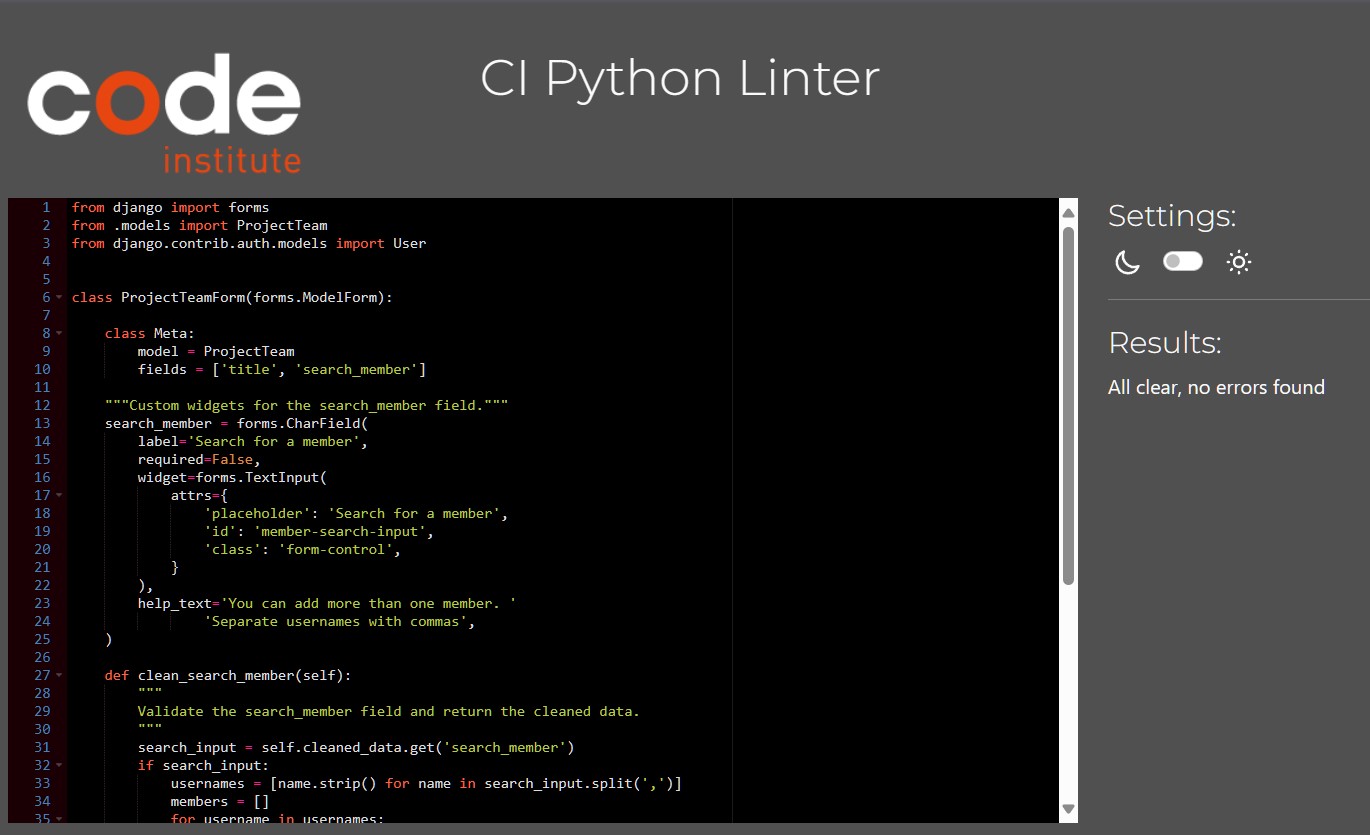 code
institute
CI Python Linter
1 from django import forms
2 from .models import ProjectTeam
3 from django.contrib.auth.models import User
4
5
6 class ProjectTeamForm(forms.ModelForm):
7
8     class Meta:
9         model = ProjectTeam
10         fields = ['title', 'search_member']
11
12     """Custom widgets for the search_member field."""
13     search_member = forms.CharField(
14         label='Search for a member',
15         required=False,
16         widget=forms.TextInput(
17             attrs={
18                 'placeholder': 'Search for a member',
19                 'id': 'member-search-input',
20                 'class': 'form-control',
21             }
22         ),
23         help_text='You can add more than one member. '
24                 'Separate usernames with commas',
25     )
26
27     def clean_search_member(self):
28         """
29         Validate the search_member field and return the cleaned data.
30         """
31         search_input = self.cleaned_data.get('search_member')
32         if search_input:
33             usernames = [name.strip() for name in search_input.split(',')]
34             members = []
35             for username in usernames:
Settings:
Results:
All clear, no errors found